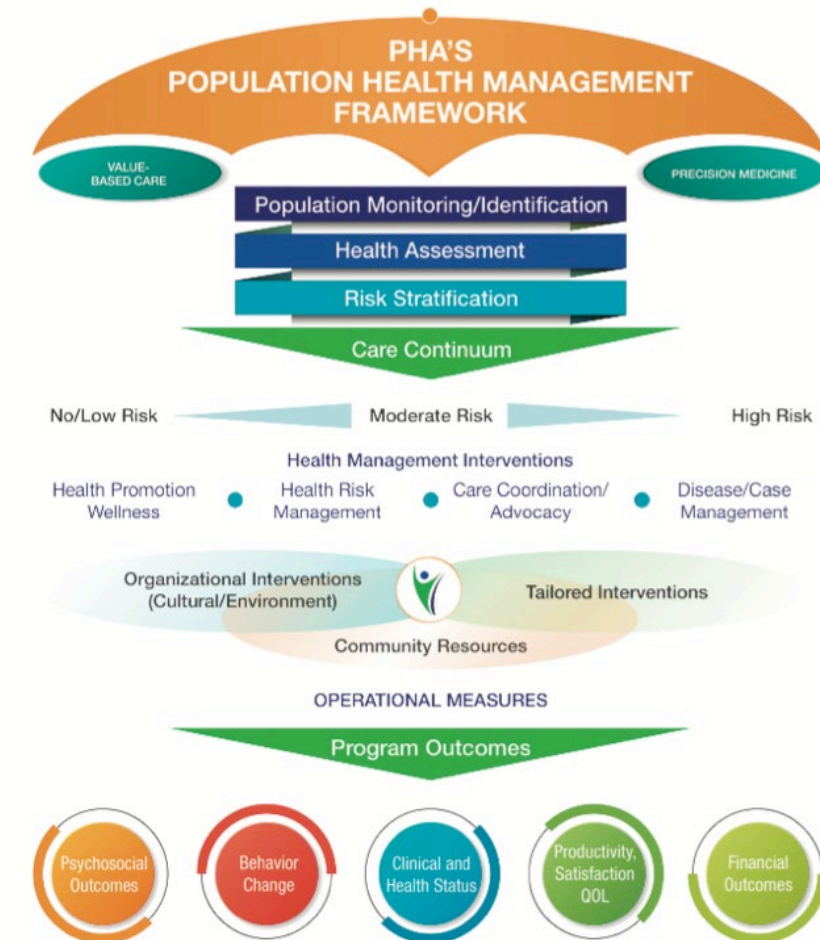 PHA'S
POPULATION HEALTH MANAGEMENT
FRAMEWORK
VALUE-
BASED CARE
PRECISION MEDICINE
Population Monitoring/Identification
Health Assessment
Risk Stratification
Care Continuum
No/Low Risk
Moderate Risk
High Risk
Health Management Interventions
Health Promotion
Wellness
Health Risk
Management
Care Coordination/
Advocacy
Disease/Case
Management
Organizational Interventions
(Cultural/Environment)
Tailored Interventions
Community Resources
OPERATIONAL MEASURES
Program Outcomes
Psychosocial
Outcomes
Behavior
Change
Clinical and
Health Status
Productivity,
Satisfaction
QOL
Financial
Outcomes